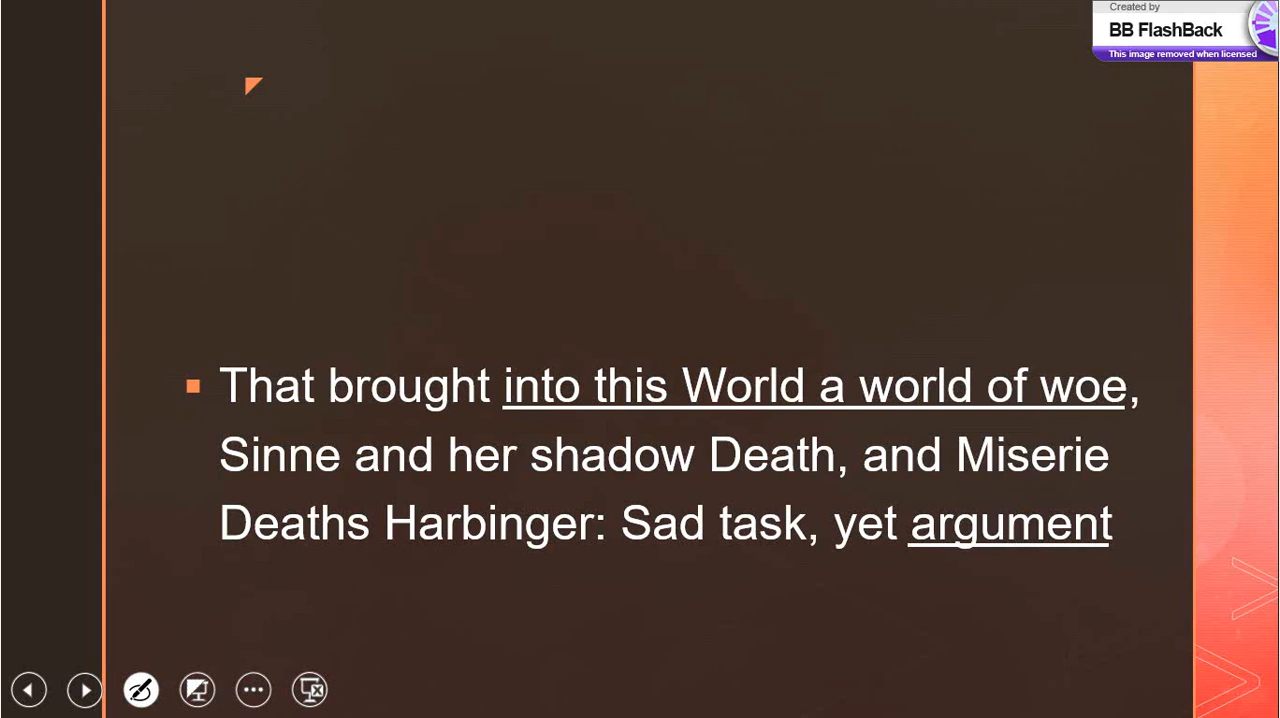 Created by
BB FlashBack
This image removed when licensed
That brought into this World a world of woe,
Sinne and her shadow Death, and Miserie
Deaths Harbinger: Sad task, yet argument